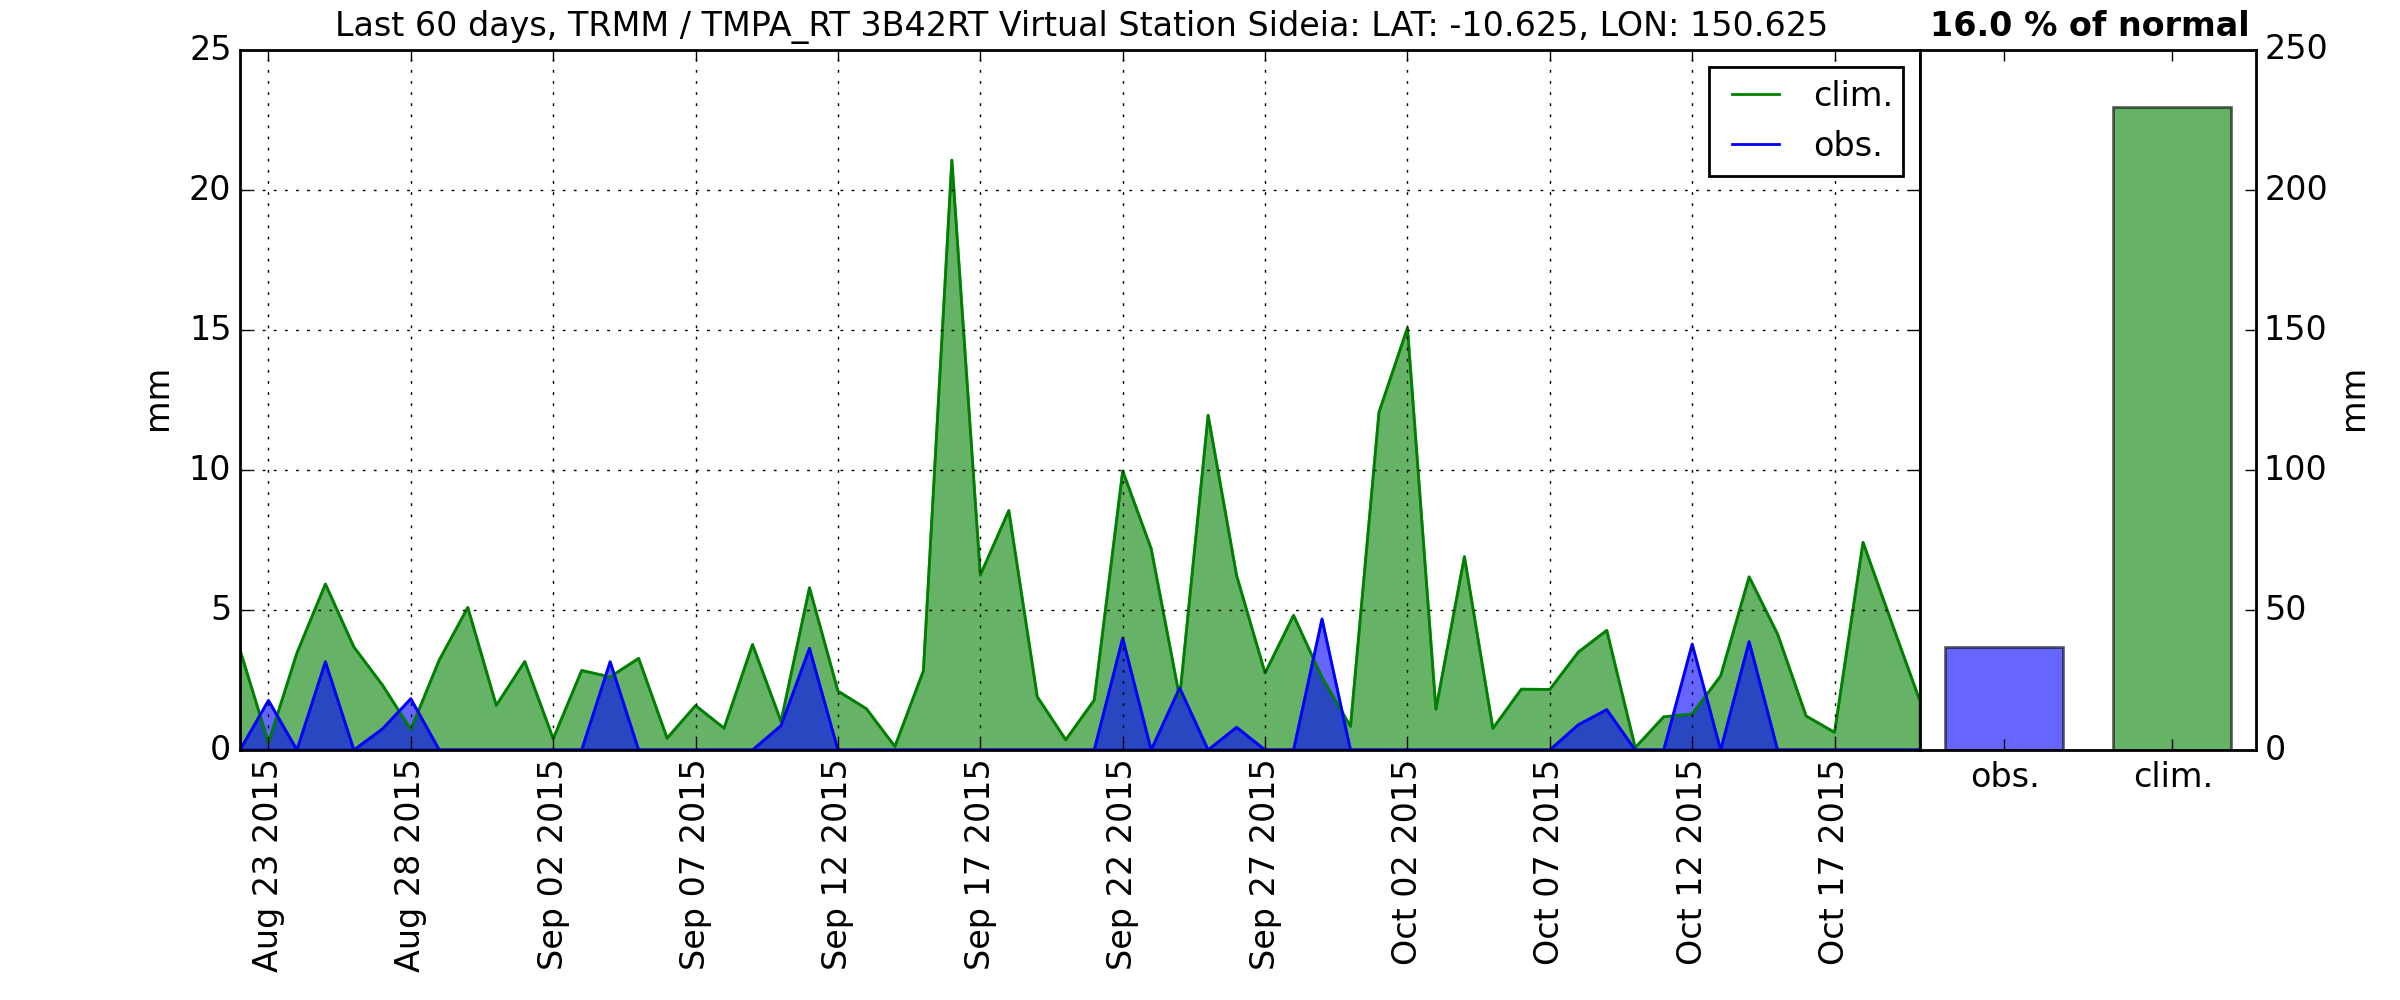 Last 60 days, TRMM / TMPA_RT 3B42RT Virtual Station Sideia: LAT: -10.625, LON: 150.625
16.0 % of normal
25
20
15
10
5
0
mm
clim.
obs.
250
200
150
100
50
0
mm
Aug 23 2015
Aug 28 2015
Sep 02 2015
Sep 07 2015
Sep 12 2015
Sep 17 2015
Sep 22 2015
Sep 27 2015
Oct 02 2015
Oct 07 2015
Oct 12 2015
Oct 17 2015
obs.
clim.